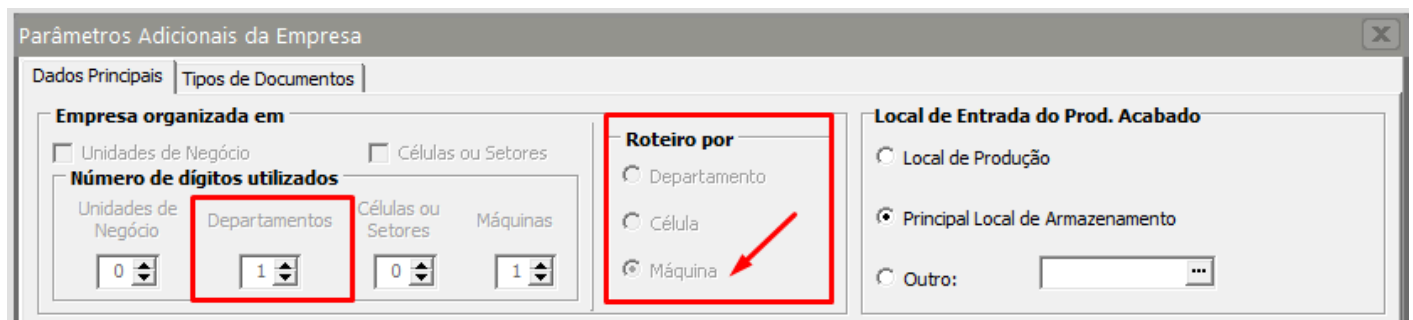 Parâmetros Adicionais da Empresa
Dados Principais
Tipos de Documentos
Empresa organizada em
Unidades de Negócio
Células ou Setores
Número de dígitos utilizados
Unidades de
Negócio
Departamentos
Células ou
Setores
Máquinas
0
1
0
1
Roteiro por
Departamento
Célula
Máquina
Local de Entrada do Prod. Acabado
Local de Produção
Principal Local de Armazenamento
Outro:
...